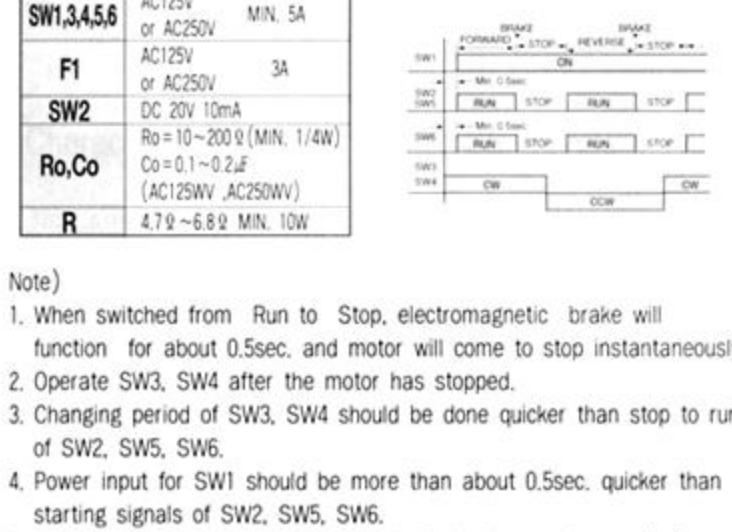 AC125V
SW1,3,4,5,6 or AC250V MIN. 5A
AC125V
F1 or AC250V 3A
SW2 DC 20V 10mA
Ro,Co Ro=10~200Ω(MIN. 1/4W)
Co=0.1~0.2㎌
(AC125WV ,AC250WV)
R 4.7Ω~6.8Ω MIN. 10W
BRAKE BRAKE
FORWARD STOP REVERSE STOP
SW1 ON
Min. 0.5sec
SW2
SW5 RUN STOP RUN STOP
Min. 0.5sec
SW6 RUN STOP RUN STOP
SW3
SW4 CW CCW CW
Note)
1. When switched from Run to Stop, electromagnetic brake will
function for about 0.5sec. and motor will come to stop instantaneousl
2. Operate SW3, SW4 after the motor has stopped.
3. Changing period of SW3, SW4 should be done quicker than stop to run
of SW2, SW5, SW6.
4. Power input for SW1 should be more than about 0.5sec. quicker than
starting signals of SW2, SW5, SW6.